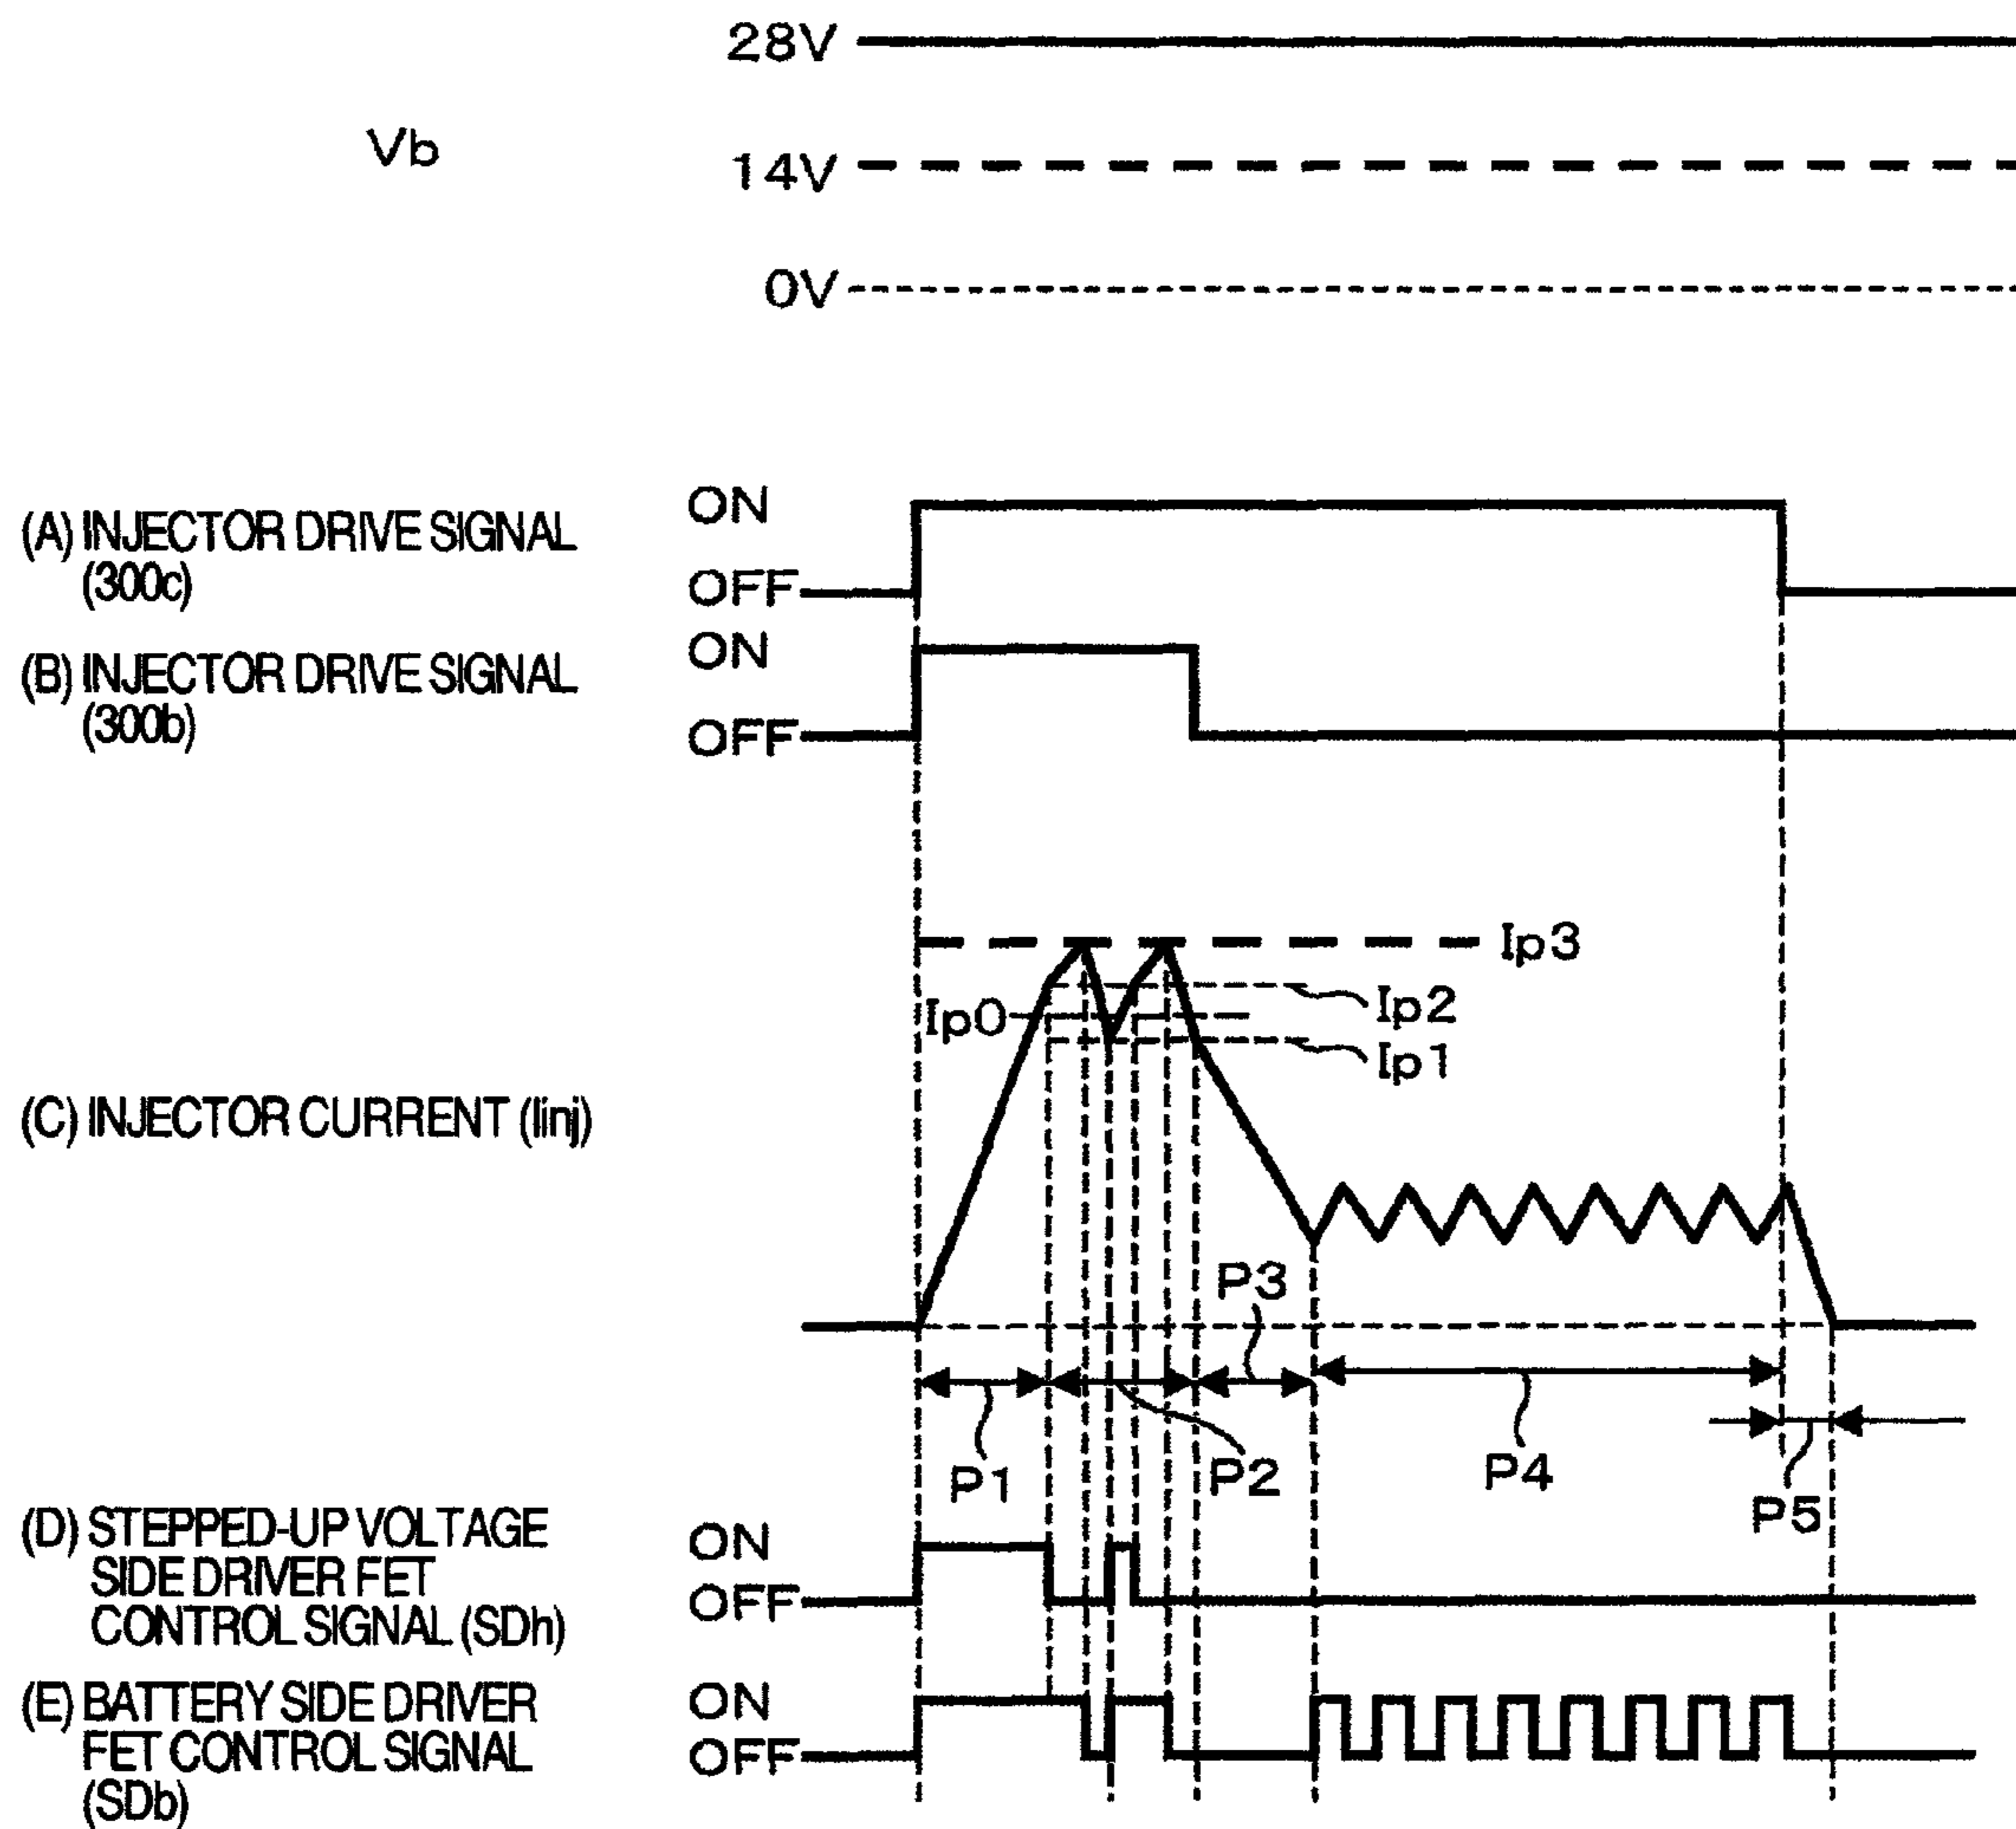 28V
Vb
14V
0V
ON
(A) INJECTOR DRIVE SIGNAL
(300c)
OFF
ON
(B) INJECTOR DRIVE SIGNAL
(300b)
OFF
Ip3
Ip2
Ip0
Ip1
(C) INJECTOR CURRENT (Iinj)
P3
P1
P2
P4
P5
(D) STEPPED-UP VOLTAGE
SIDE DRIVER FET
CONTROL SIGNAL (SDh)
ON
OFF
(E) BATTERY SIDE DRIVER
FET CONTROL SIGNAL
(SDb)
ON
OFF